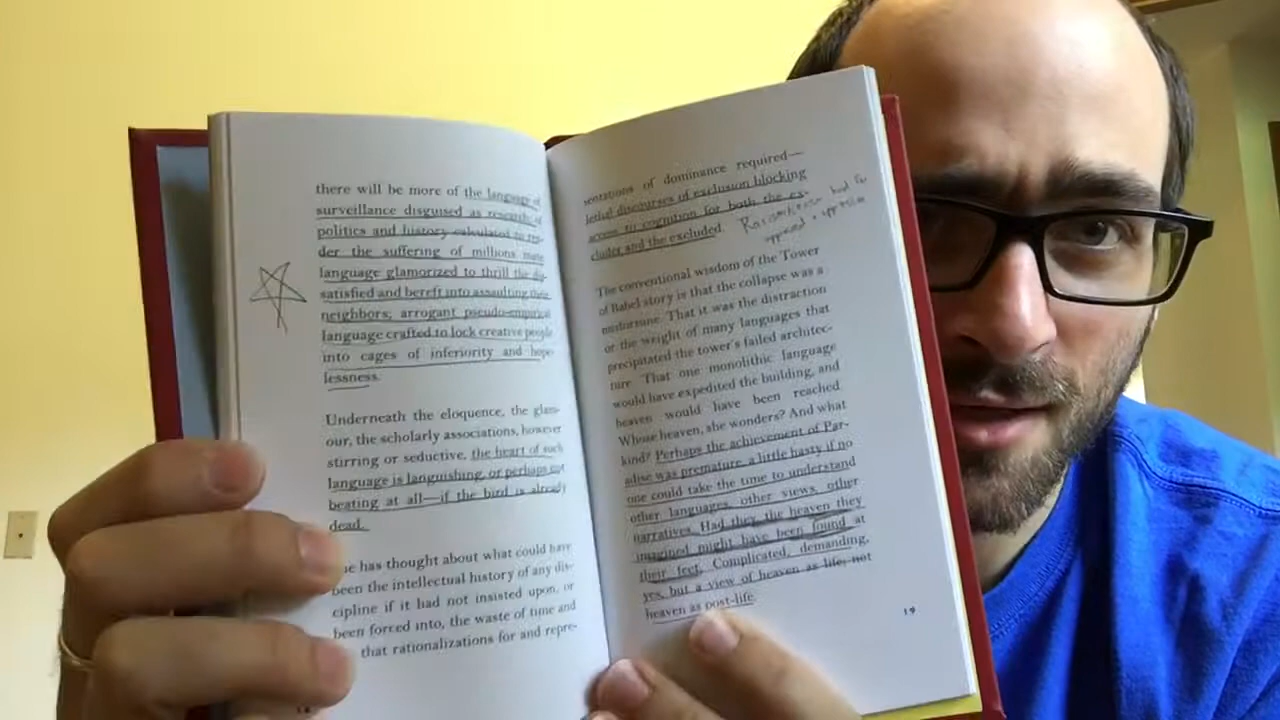 there will be more of the language of
surveillance disguised as research; of
politics and history calculated to ren-
der the suffering of millions mute;
language glamorized to thrill the dis-
satisfied and bereft into assaulting their
neighbors; arrogant pseudo-empirical
language crafted to lock creative people
into cages of inferiority and hope-
lessness.
Underneath the eloquence, the glam-
our, the scholarly associations, however
stirring or seductive, the heart of such
language is languishing, or perhaps not
beating at all—if the bird is already
dead.
he has thought about what could have
been the intellectual history of any dis-
cipline if it had not insisted upon, or
been forced into, the waste of time and
that rationalizations for and repre-
sentations of dominance required—
lethal discourses of exclusion blocking
access to cognition for both the ex-
cluder and the excluded.
The conventional wisdom of the Tower
of Babel story is that the collapse was a
misfortune. That it was the distraction
or the weight of many languages that
precipitated the tower's failed architec-
ture. That one monolithic language
would have expedited the building, and
heaven would have been reached.
Whose heaven, she wonders? And what
kind? Perhaps the achievement of Par-
adise was premature, a little hasty if no
one could take the time to understand
other languages, other views, other
narratives. Had they, the heaven they
imagined might have been found at
their feet. Complicated, demanding,
yes, but a view of heaven as life; not
heaven as post-life.
19